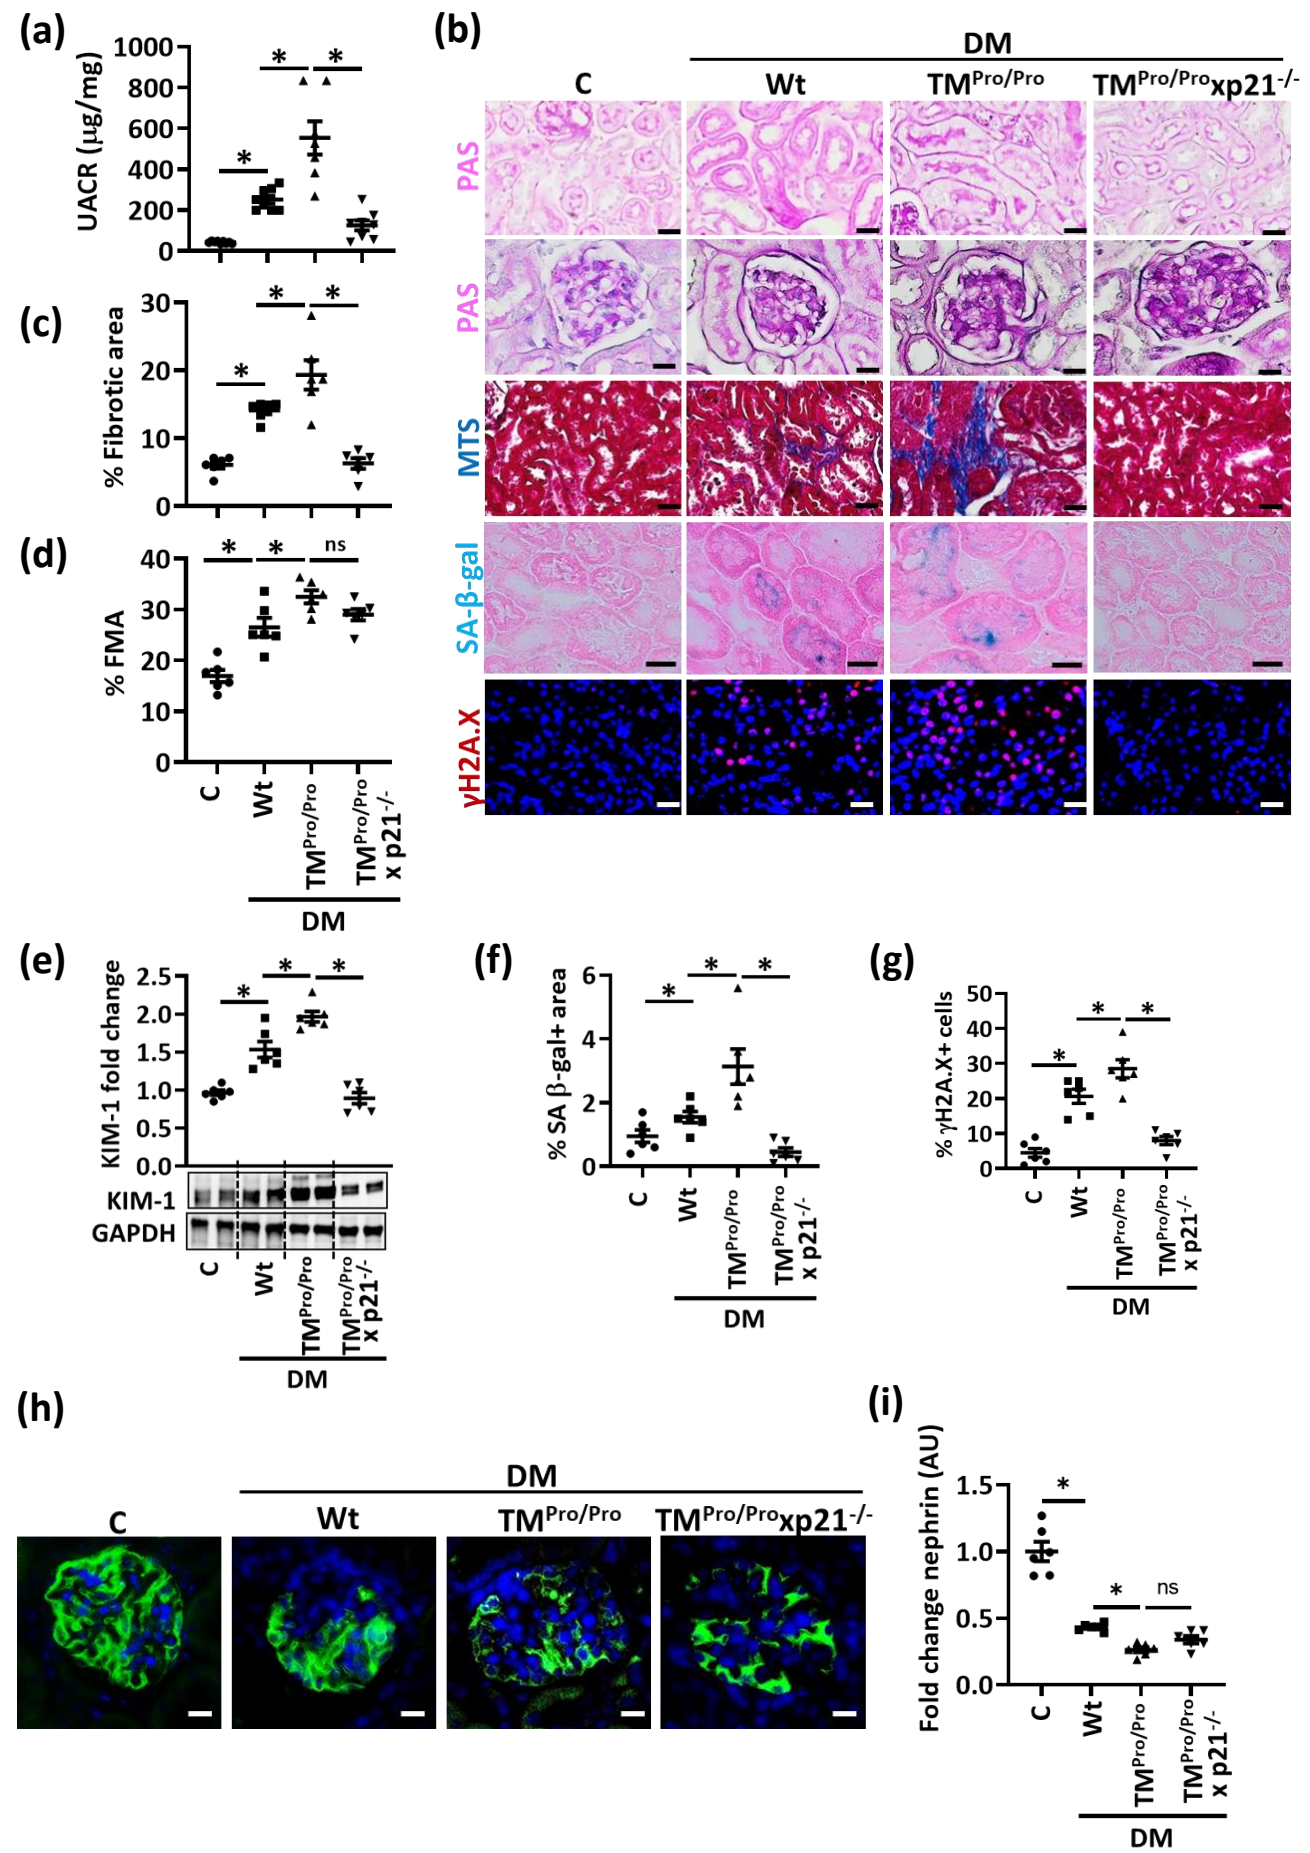 (a)
UACR (μg/mg)
1000
800
600
400
200
0
*
*
*
(b)
DM
C
Wt
TMPro/Pro
TMPro/Proxp21-/-
PAS
PAS
MTS
SA-β-gal
γH2A.X
(c)
% Fibrotic area
30
20
10
0
*
*
*
(d)
% FMA
40
30
20
10
0
*
*
ns
C
Wt
TMPro/Pro
TMPro/Pro
x p21-/-
DM
(e)
KIM-1 fold change
2.5
2.0
1.5
1.0
0.5
0.0
*
*
*
KIM-1
GAPDH
C
Wt
TMPro/Pro
TMPro/Pro
x p21-/-
DM
(f)
% SA β-gal+ area
6
4
2
0
*
*
*
C
Wt
TMPro/Pro
TMPro/Pro
x p21-/-
DM
(g)
% γH2A.X+ cells
50
40
30
20
10
0
*
*
*
C
Wt
TMPro/Pro
TMPro/Pro
x p21-/-
DM
(h)
DM
C
Wt
TMPro/Pro
TMPro/Proxp21-/-
(i)
Fold change nephrin (AU)
1.5
1.0
0.5
0.0
*
*
ns
C
Wt
TMPro/Pro
TMPro/Pro
x p21-/-
DM